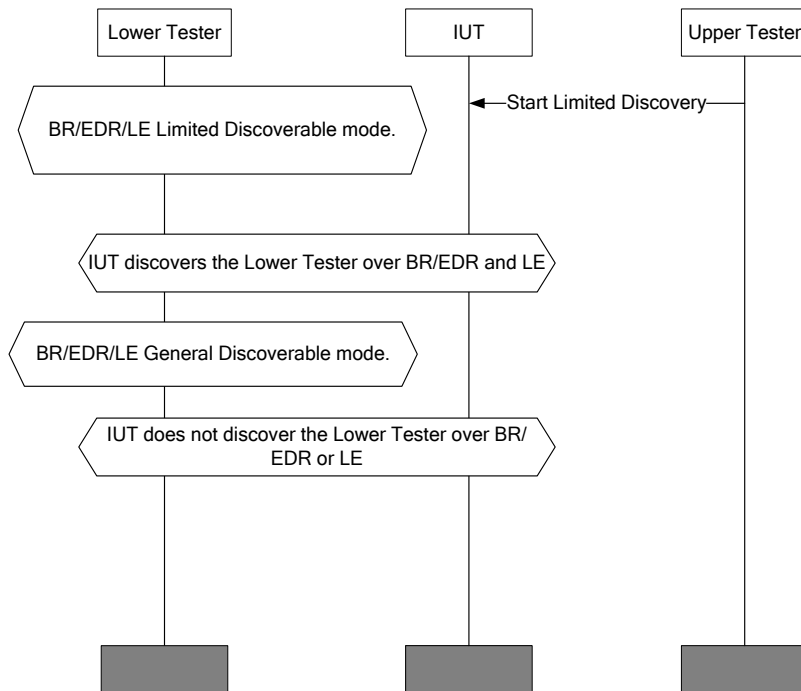 Lower Tester
IUT
Upper Tester
Start Limited Discovery
BR/EDR/LE Limited Discoverable mode.
IUT discovers the Lower Tester over BR/EDR and LE
BR/EDR/LE General Discoverable mode.
IUT does not discover the Lower Tester over BR/
EDR or LE